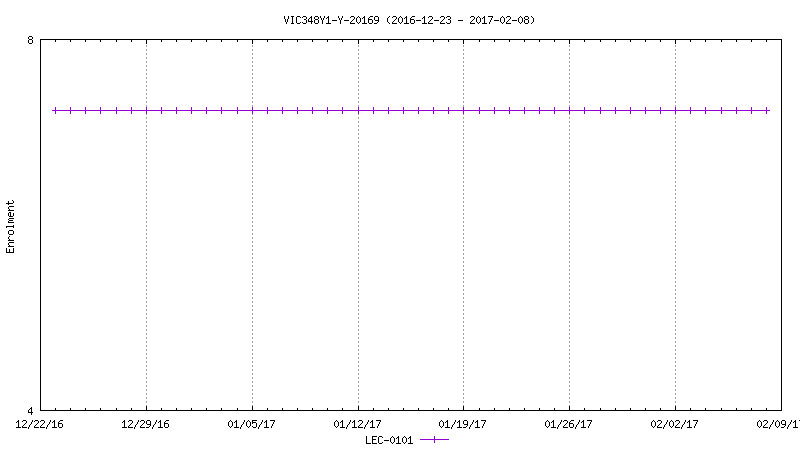 VIC348Y1-Y-20169 (2016-12-23 - 2017-02-08)
8
Enrolment
4
12/22/16 12/29/16 01/05/17 01/12/17 01/19/17 01/26/17 02/02/17 02/09/1
LEC-0101